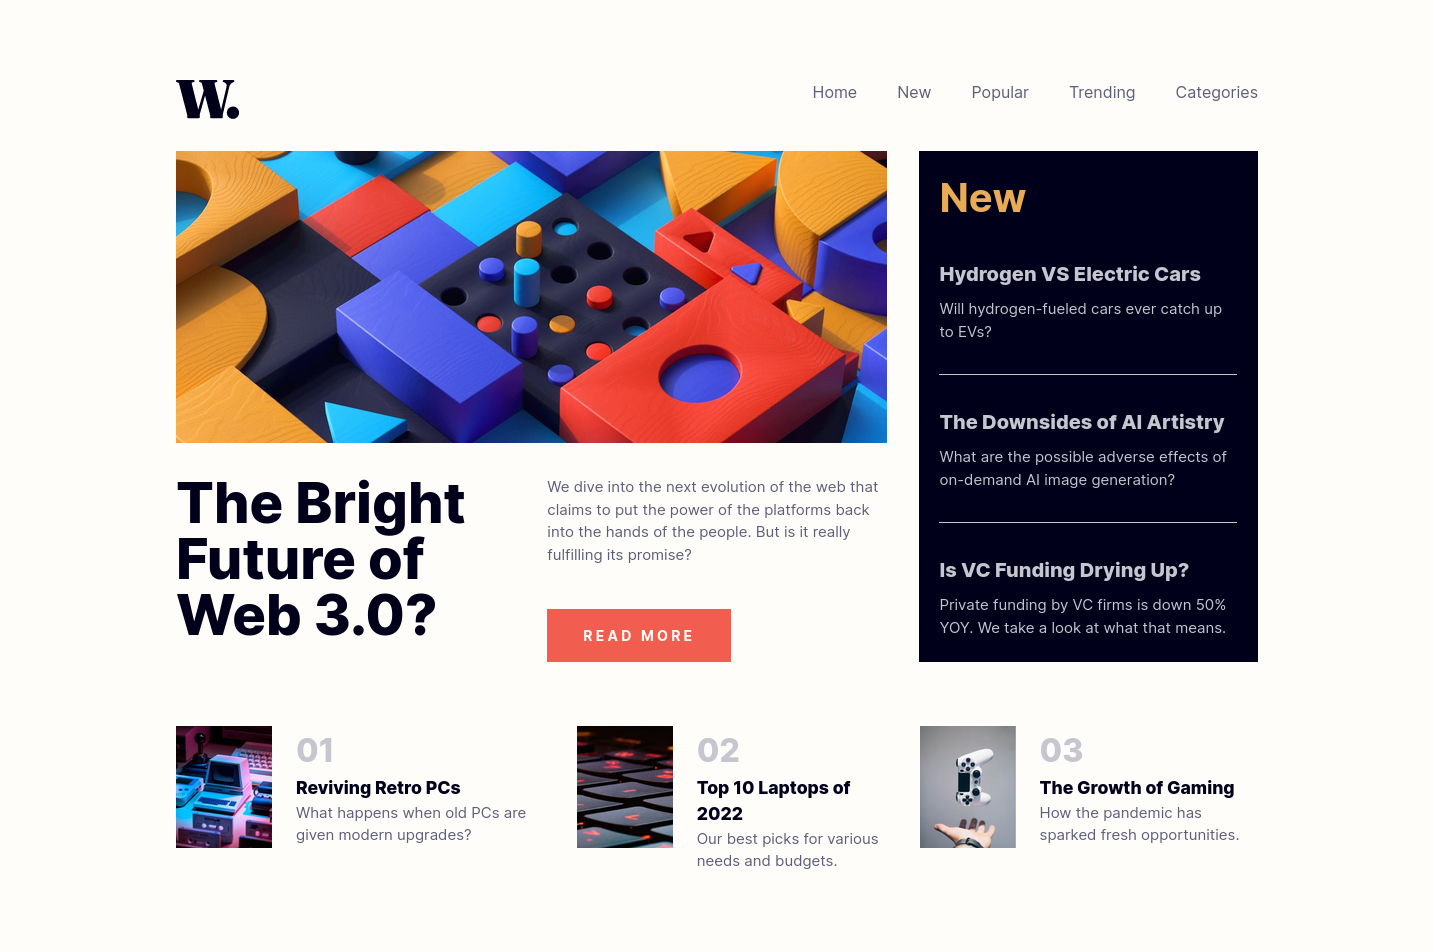 W.
Home New Popular Trending Categories
The Bright
Future of
Web 3.0?
We dive into the next evolution of the web that
claims to put the power of the platforms back
into the hands of the people. But is it really
fulfilling its promise?
READ MORE
New
Hydrogen VS Electric Cars
Will hydrogen-fueled cars ever catch up
to EVs?
The Downsides of AI Artistry
What are the possible adverse effects of
on-demand AI image generation?
Is VC Funding Drying Up?
Private funding by VC firms is down 50%
YOY. We take a look at what that means.
01
Reviving Retro PCs
What happens when old PCs are
given modern upgrades?
02
Top 10 Laptops of
2022
Our best picks for various
needs and budgets.
03
The Growth of Gaming
How the pandemic has
sparked fresh opportunities.